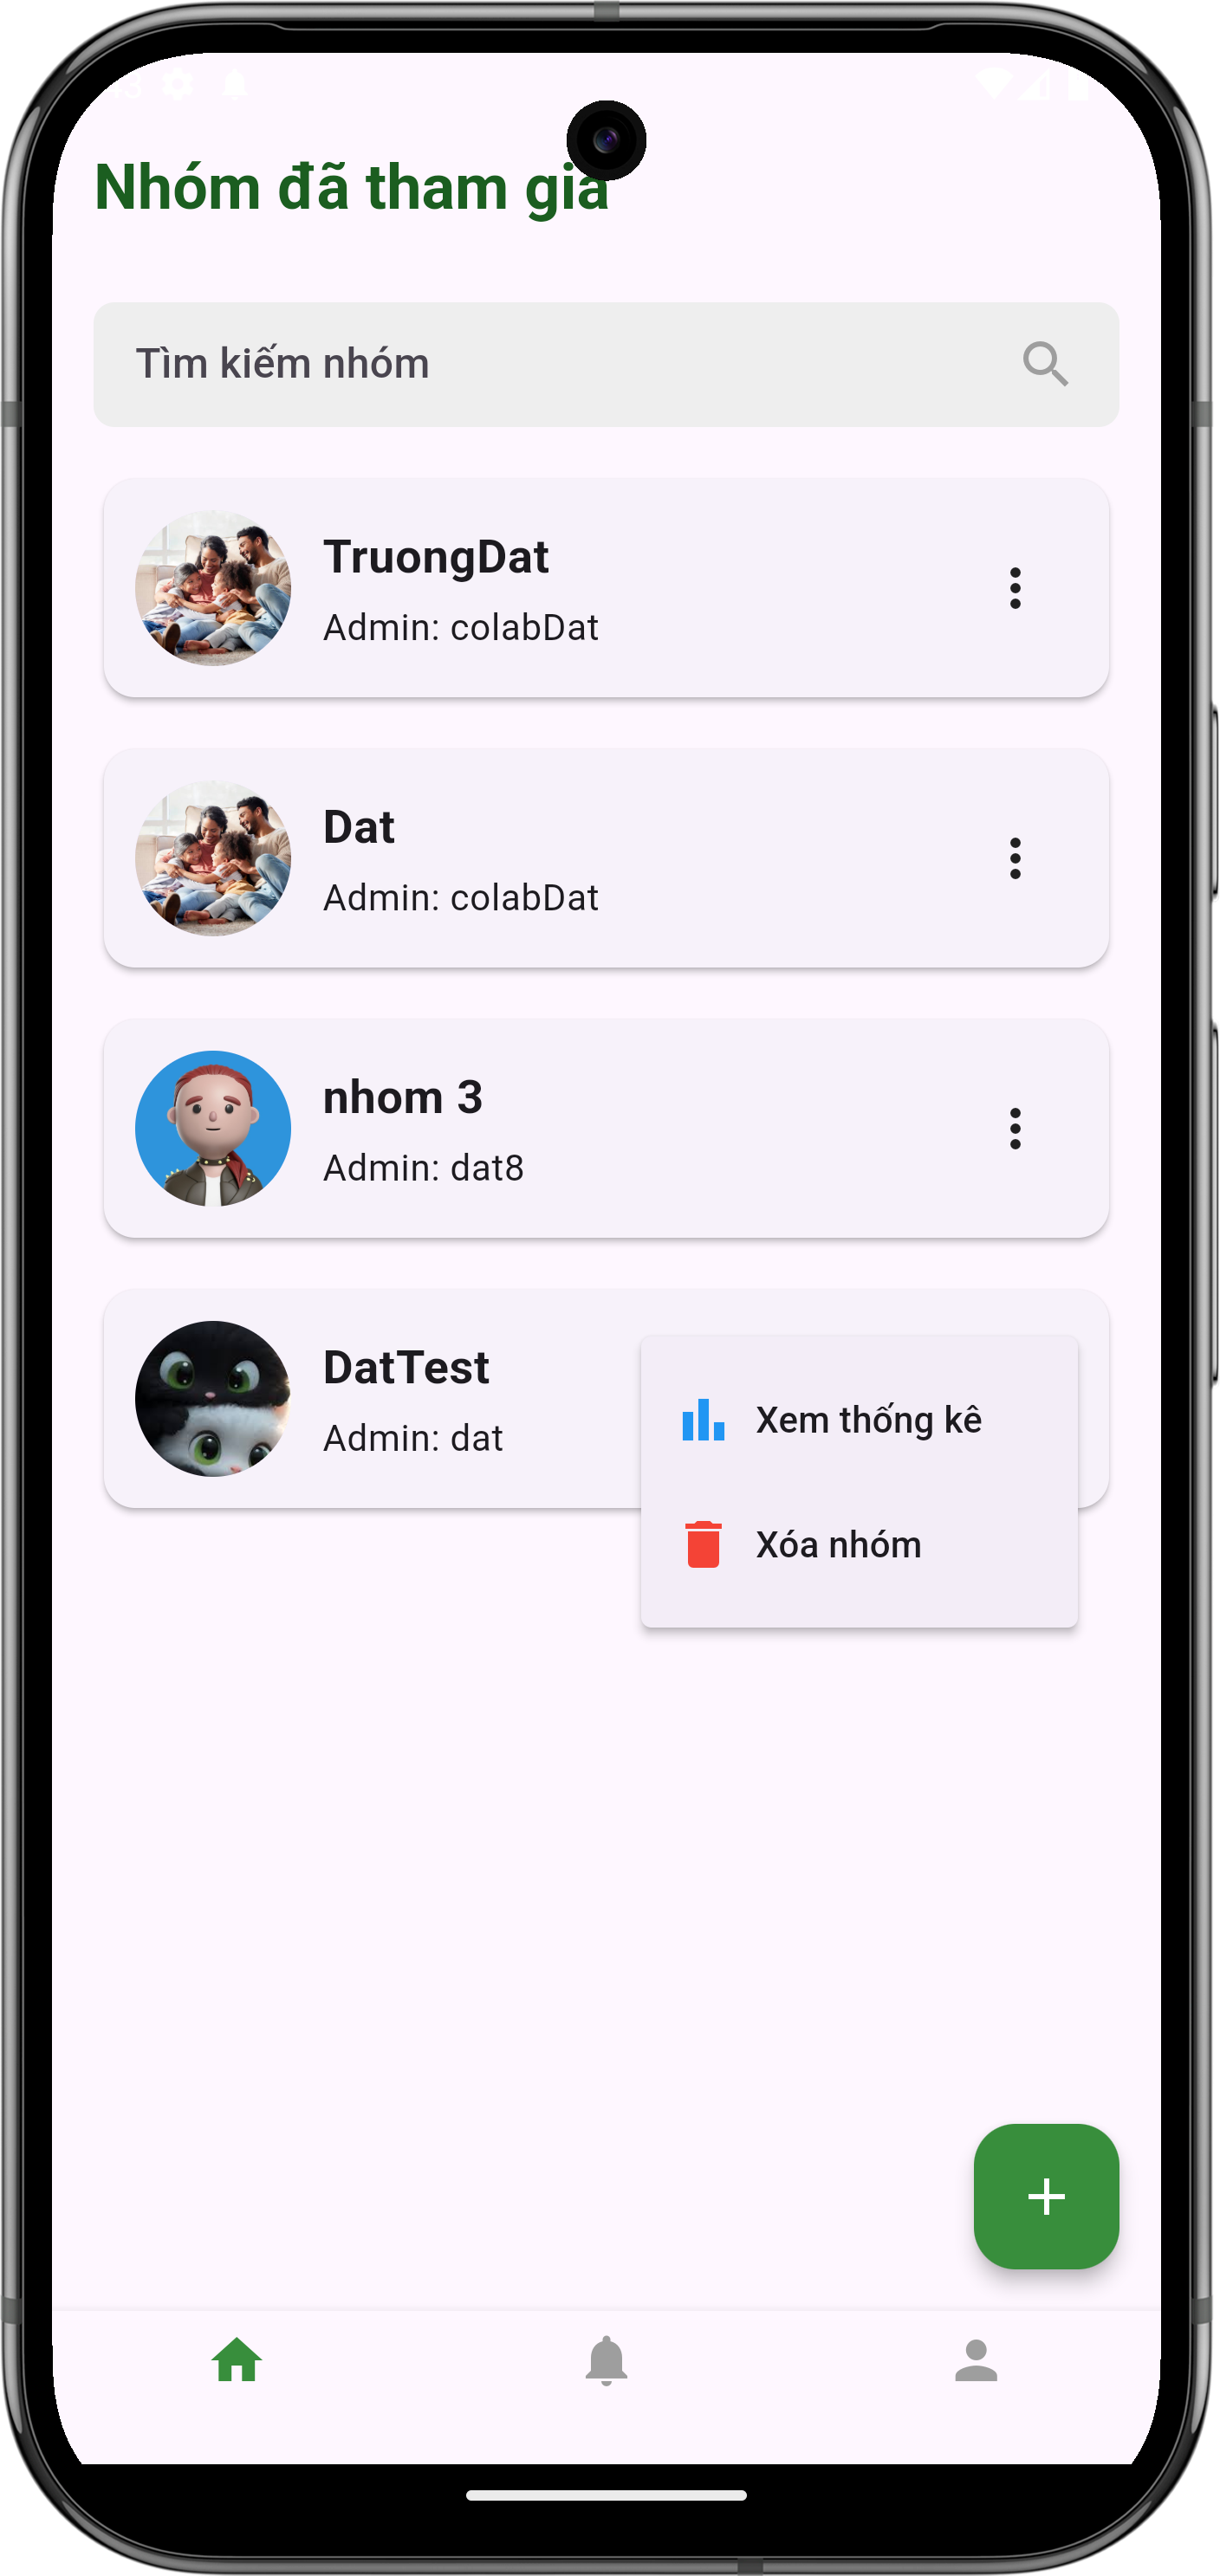 Nhóm đã tham gia
Tìm kiếm nhóm
TruongDat
Admin: colabDat
Dat
Admin: colabDat
nhom 3
Admin: dat8
DatTest
Admin: dat
Xem thống kê
Xóa nhóm